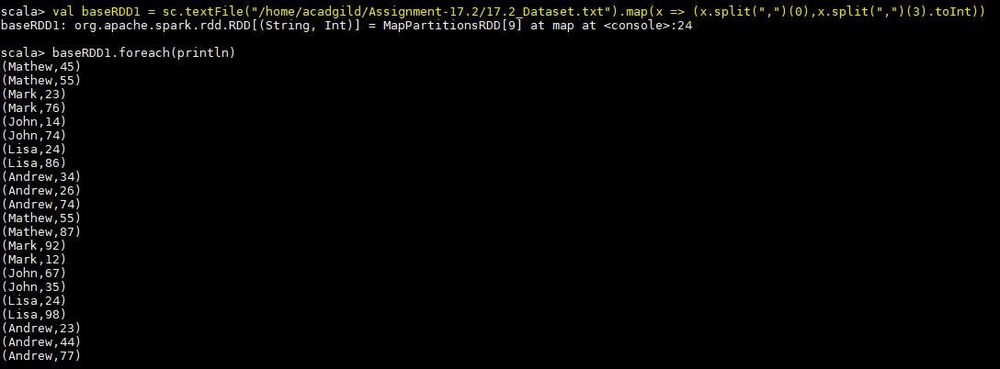 scala> val baseRDD1 = sc.textFile("/home/acadgild/Assignment-17.2/17.2_Dataset.txt").map(x => (x.split(",")(0),x.split(",")(3).toInt))
baseRDD1: org.apache.spark.rdd.RDD[(String, Int)] = MapPartitionsRDD[9] at map at <console>:24
scala> baseRDD1.foreach(println)
(Mathew,45)
(Mathew,55)
(Mark,23)
(Mark,76)
(John,14)
(John,74)
(Lisa,24)
(Lisa,86)
(Andrew,34)
(Andrew,26)
(Andrew,74)
(Mathew,55)
(Mathew,87)
(Mark,92)
(Mark,12)
(John,67)
(John,35)
(Lisa,24)
(Lisa,98)
(Andrew,23)
(Andrew,44)
(Andrew,77)